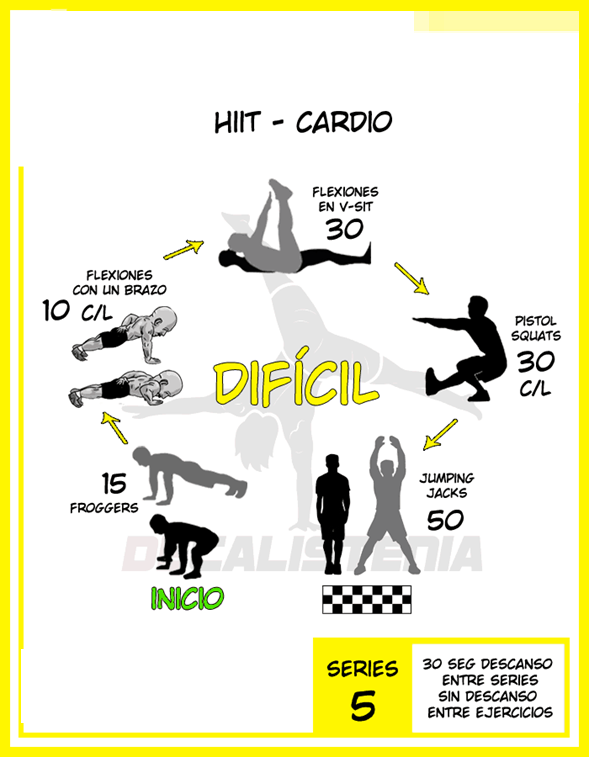 HIIT - CARDIO
FLEXIONES
EN V-SIT
30
FLEXIONES
CON UN BRAZO
10 C/L
PISTOL
SQUATS
30
C/L
DIFÍCIL
JUMPING
JACKS
50
15
FROGGERS
INICIO
SERIES
5
30 SEG DESCANSO
ENTRE SERIES
SIN DESCANSO
ENTRE EJERCICIOS